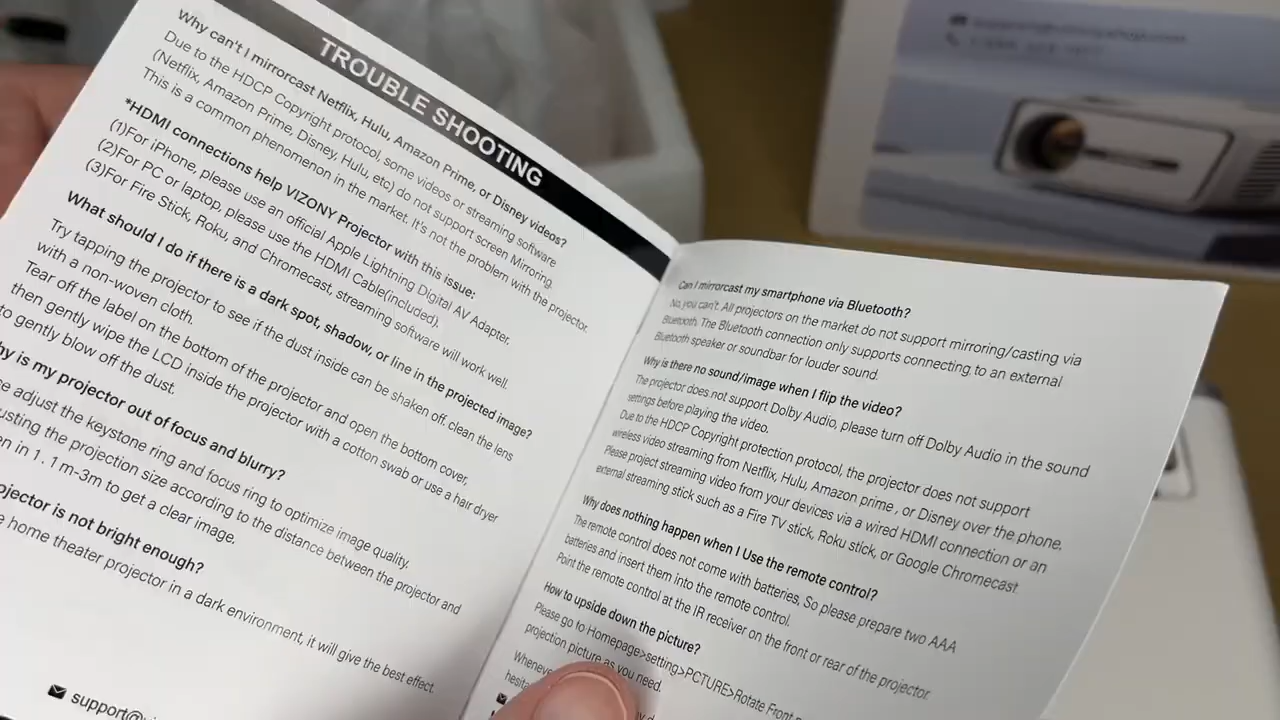 TROUBLE SHOOTING
Why can't I mirrorcast Netflix, Hulu, Amazon Prime, or Disney videos?
Due to the HDCP Copyright protocol, some videos or streaming software
(Netflix, Amazon Prime, Disney, Hulu, etc) do not support screen Mirroring.
This is a common phenomenon in the market. It's not the problem with the projector.
*HDMI connections help VIZONY Projector with this issue:
(1)For iPhone, please use an official Apple Lightning Digital AV Adapter,
(2)For PC or laptop, please use the HDMI Cable(included),
(3)For Fire Stick, Roku, and Chromecast, streaming software will work well.
What should I do if there is a dark spot, shadow, or line in the projected image?
Try tapping the projector to see if the dust inside can be shaken off. clean the lens
with a non-woven cloth.
Tear off the label on the bottom of the projector and open the bottom cover,
then gently wipe the LCD inside the projector with a cotton swab or use a hair dryer
to gently blow off the dust.
is my projector out of focus and blurry?
adjust the keystone ring and focus ring to optimize image quality.
the projection size according to the distance between the projector and
in 1. 1 m-3m to get a clear image.
is not bright enough?
home theater projector in a dark environment, it will give the best effect.
Can I mirrorcast my smartphone via Bluetooth?
No, you can't. All projectors on the market do not support mirroring/casting via
Bluetooth. The Bluetooth connection only supports connecting to an external
Bluetooth speaker or soundbar for louder sound.
Why is there no sound/image when I flip the video?
The projector does not support Dolby Audio, please turn off Dolby Audio in the sound
settings before playing the video.
Due to the HDCP Copyright protection protocol, the projector does not support
wireless video streaming from Netflix, Hulu, Amazon prime , or Disney over the phone,
Please project streaming video from your devices via a wired HDMI connection or an
external streaming stick such as a Fire TV stick, Roku stick, or Google Chromecast
Why does nothing happen when I Use the remote control?
The remote control does not come with batteries, So please prepare two AAA
batteries and insert them into the remote control.
Point the remote control at the IR receiver on the front or rear of the projector
How to upside down the picture?
Please go to Homepage>setting>PCTURE>Rotate Front
projection picture as you need.